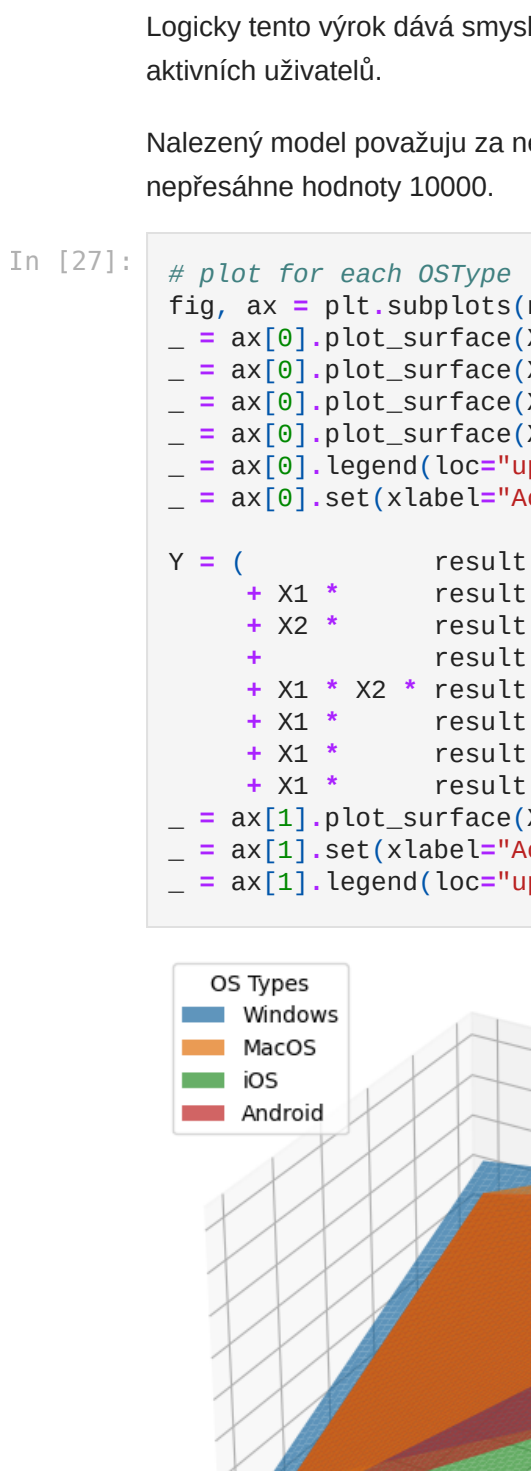 Logicky tento výrok dává
aktivních uživatelů.
Nalezený model považuju za
nepřesáhne hodnoty 10000.
In [27]:
# plot for each OSType
fig, ax = plt.subplots(
_ = ax[0].plot_surface(
_ = ax[0].plot_surface(
_ = ax[0].plot_surface(
_ = ax[0].plot_surface(
_ = ax[0].legend(loc="
_ = ax[0].set(xlabel="
Y = ( result
+ X1 * result
+ X2 * result
+ result
+ X1 * X2 * result
+ X1 * result
+ X1 * result
+ X1 * result
_ = ax[1].plot_surface(
_ = ax[1].set(xlabel="
_ = ax[1].legend(loc="
OS Types
Windows
MacOS
iOS
Android